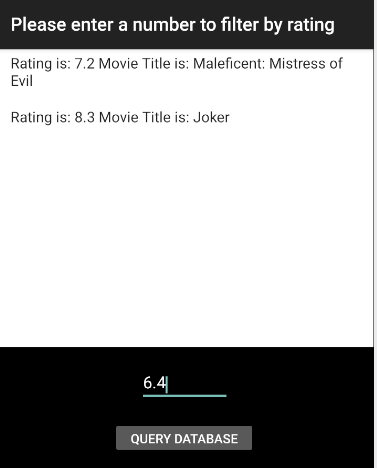 Please enter a number to filter by rating
Rating is: 7.2 Movie Title is: Maleficent: Mistress of
Evil
Rating is: 8.3 Movie Title is: Joker
6.4
QUERY DATABASE